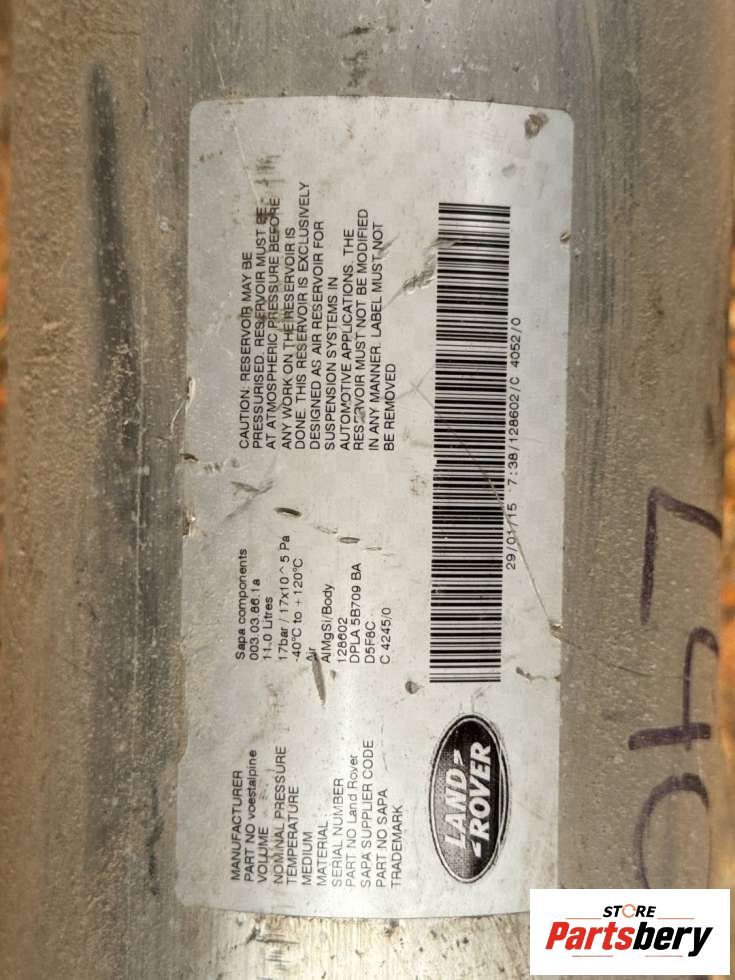 MANUFACTURER Sapa components
PART NO voestalpine 003.03.86.1a
VOLUME 11.0 Litres
NOMINAL PRESSURE 17bar / 17x10^5 Pa
TEMPERATURE -40°C to +120°C
MEDIUM Air
MATERIAL: AlMgSi/Body
SERIAL NUMBER 128602
PART NO Land Rover DPLA 5B709 BA
SAPA SUPPLIER CODE D5F8C
PART NO SAPA C 4245/0
TRADEMARK
CAUTION: RESERVOIR MAY BE
PRESSURISED. RESERVOIR MUST BE
AT ATMOSPHERIC PRESSURE BEFORE
ANY WORK ON THE RESERVOIR IS
DONE. THIS RESERVOIR IS EXCLUSIVELY
DESIGNED AS AIR RESERVOIR FOR
SUSPENSION SYSTEMS IN
AUTOMOTIVE APPLICATIONS. THE
RESERVOIR MUST NOT BE MODIFIED
IN ANY MANNER. LABEL MUST NOT
BE REMOVED
LAND
ROVER
29/01/15 7:38/128602/C 4052/0
STORE
Partsbery